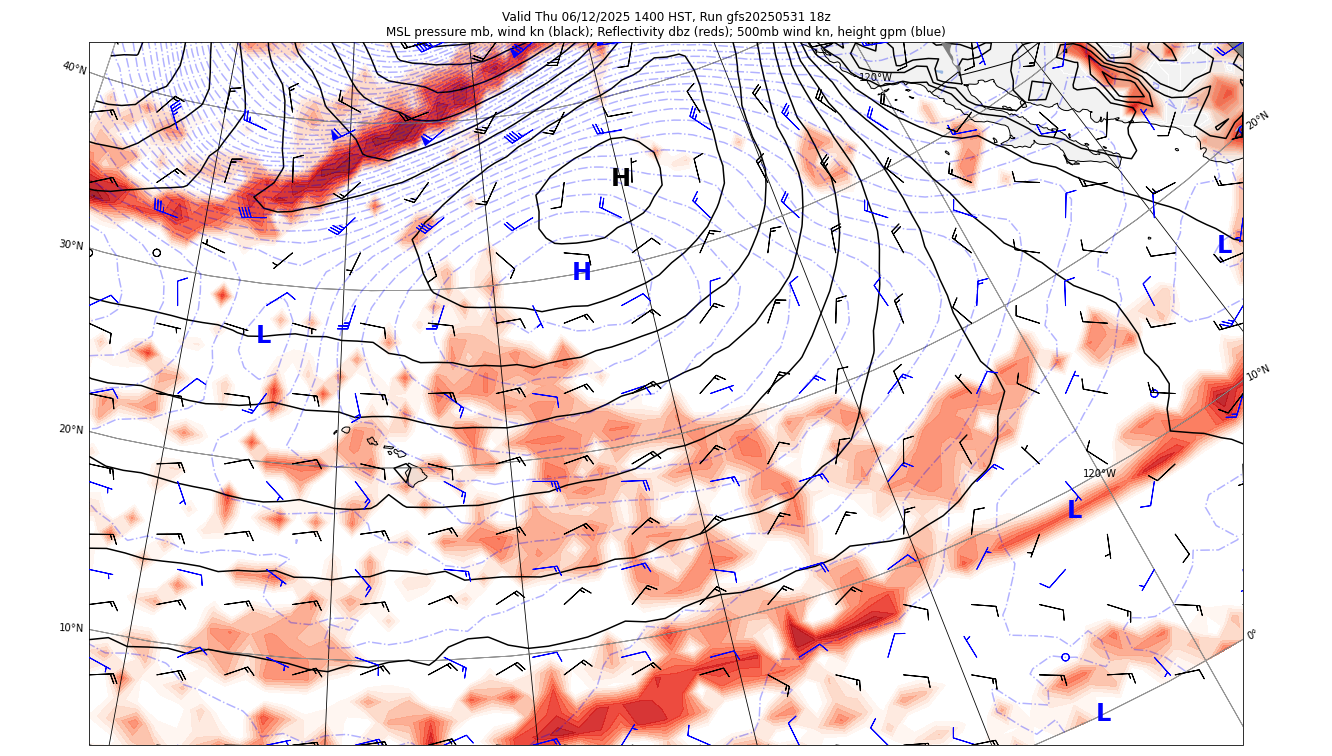 Valid Thu 06/12/2025 1400 HST, Run gfs20250531 18z
MSL pressure mb, wind kn (black); Reflectivity dbz (reds); 500mb wind kn, height gpm (blue)
40°N
120°W
20°N
H
30°N
L
H
L
10°N
20°N
120°W
L
10°N
0°
L